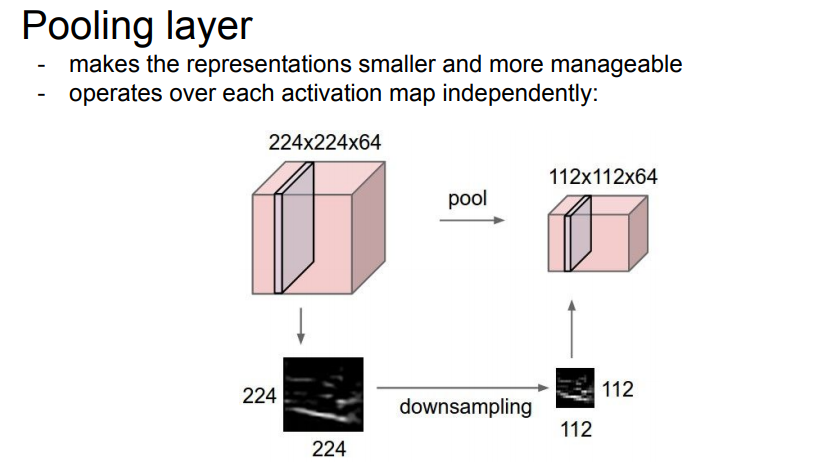 Pooling layer
- makes the representations smaller and more manageable
- operates over each activation map independently:
224x224x64
112x112x64
pool
224
downsampling
112
224
112